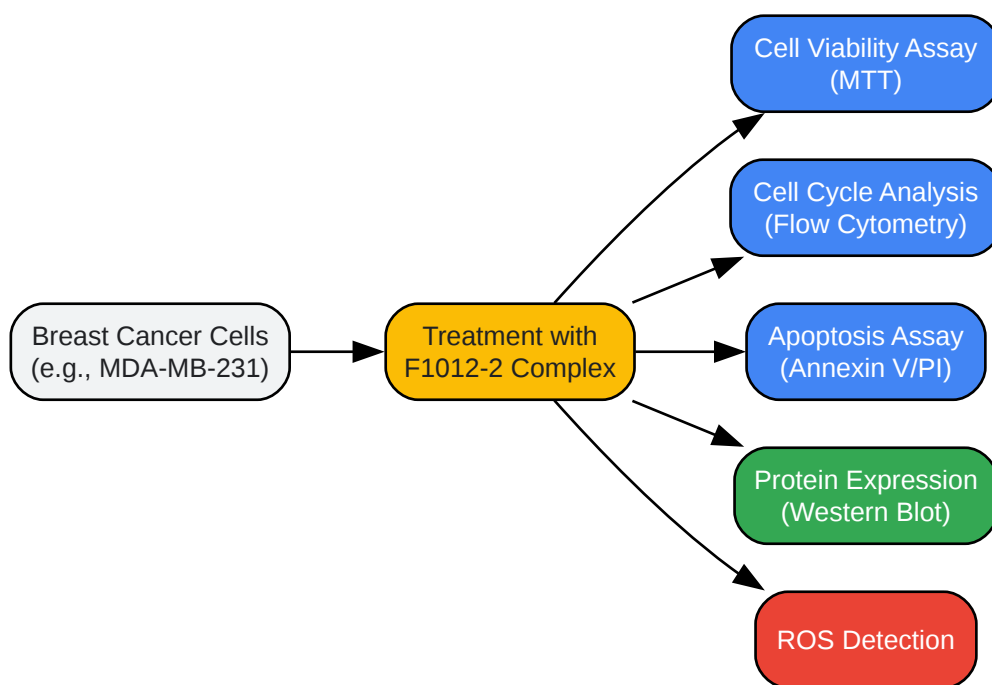 Breast Cancer Cells
(e.g., MDA-MB-231)
Treatment with
F1012-2 Complex
Cell Viability Assay
(MTT)
Cell Cycle Analysis
(Flow Cytometry)
Apoptosis Assay
(Annexin V/PI)
Protein Expression
(Western Blot)
ROS Detection